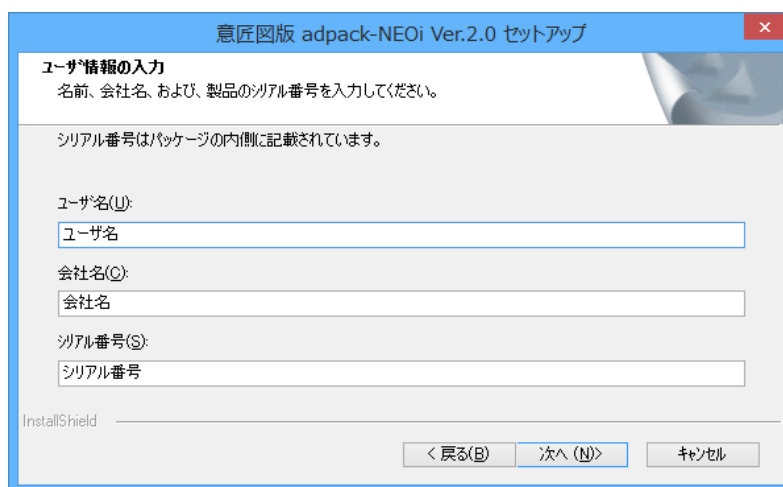 意匠図版 adpack-NEOi Ver.2.0 セットアップ
ユーザ情報の入力
名前、会社名、および、製品のシリアル番号を入力してください。
シリアル番号はパッケージの内側に記載されています。
ユーザ名(U):
ユーザ名
会社名(C):
会社名
シリアル番号(S):
シリアル番号
InstallShield
< 戻る(B) 次へ (N)> キャンセル